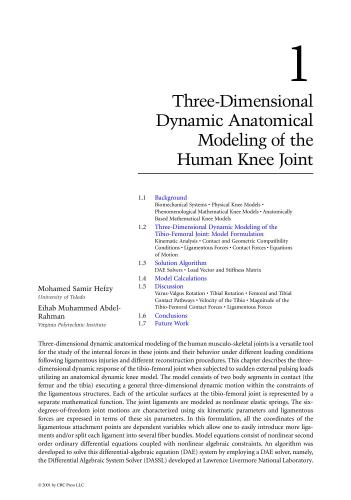 1
Three-Dimensional
Dynamic Anatomical
Modeling of the
Human Knee Joint
1.1 Background
Biomechanical Systems • Physical Knee Models •
Phenomenological Mathematical Knee Models • Anatomically
Based Mathematical Knee Models
1.2 Three-Dimensional Dynamic Modeling of the
Tibio-Femoral Joint: Model Formulation
Kinematic Analysis • Contact and Geometric Compatibility
Conditions • Ligamentous Forces • Contact Forces • Equations
of Motion
1.3 Solution Algorithm
DAE Solvers • Load Vector and Stiffness Matrix
1.4 Model Calculations
1.5 Discussion
Varus-Valgus Rotation • Tibial Rotation • Femoral and Tibial
Contact Pathways • Velocity of the Tibia • Magnitude of the
Tibio-Femoral Contact Forces • Ligamentous Forces
1.6 Conclusions
1.7 Future Work
Mohamed Samir Hefzy
University of Toledo
Eihab Muhammed Abdel-
Rahman
Virginia Polytechnic Institute
Three-dimensional dynamic anatomical modeling of the human musculo-skeletal joints is a versatile tool
for the study of the internal forces in these joints and their behavior under different loading conditions
following ligamentous injuries and different reconstruction procedures. This chapter describes the three-
dimensional dynamic response of the tibio-femoral joint when subjected to sudden external pulsing loads
utilizing an anatomical dynamic knee model. The model consists of two body segments in contact (the
femur and the tibia) executing a general three-dimensional dynamic motion within the constraints of
the ligamentous structures. Each of the articular surfaces at the tibio-femoral joint is represented by a
separate mathematical function. The joint ligaments are modeled as nonlinear elastic springs. The six-
degrees-of-freedom joint motions are characterized using six kinematic parameters and ligamentous
forces are expressed in terms of these six parameters. In this formulation, all the coordinates of the
ligamentous attachment points are dependent variables which allow one to easily introduce more liga-
ments and/or split each ligament into several fiber bundles. Model equations consist of nonlinear second
order ordinary differential equations coupled with nonlinear algebraic constraints. An algorithm was
developed to solve this differential-algebraic equation (DAE) system by employing a DAE solver, namely,
the Differential Algebraic System Solver (DASSL) developed at Lawrence Livermore National Laboratory.
© 2001 by CRC Press LLC